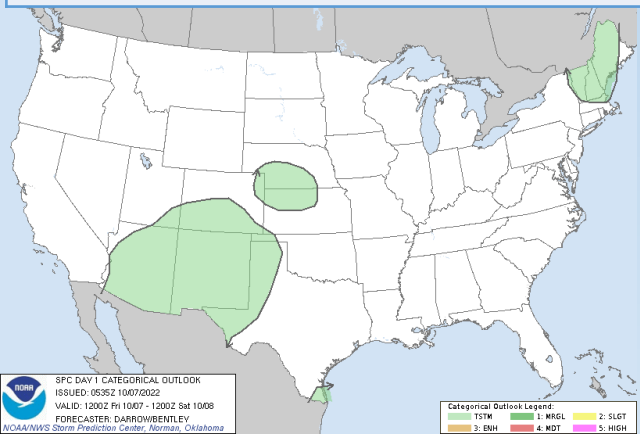 NOAA
SPC DAY 1 CATEGORICAL OUTLOOK
ISSUED: 0535Z 10/07/2022
VALID: 1200Z Fri 10/07 - 1200Z Sat 10/08
FORECASTER: DARROW/BENTLEY
NOAA/NWS Storm Prediction Center, Norman, Oklahoma
Categorical Outlook Legend:
TSTM 1: MRGL 2: SLGT
3: ENH 4: MDT 5: HIGH